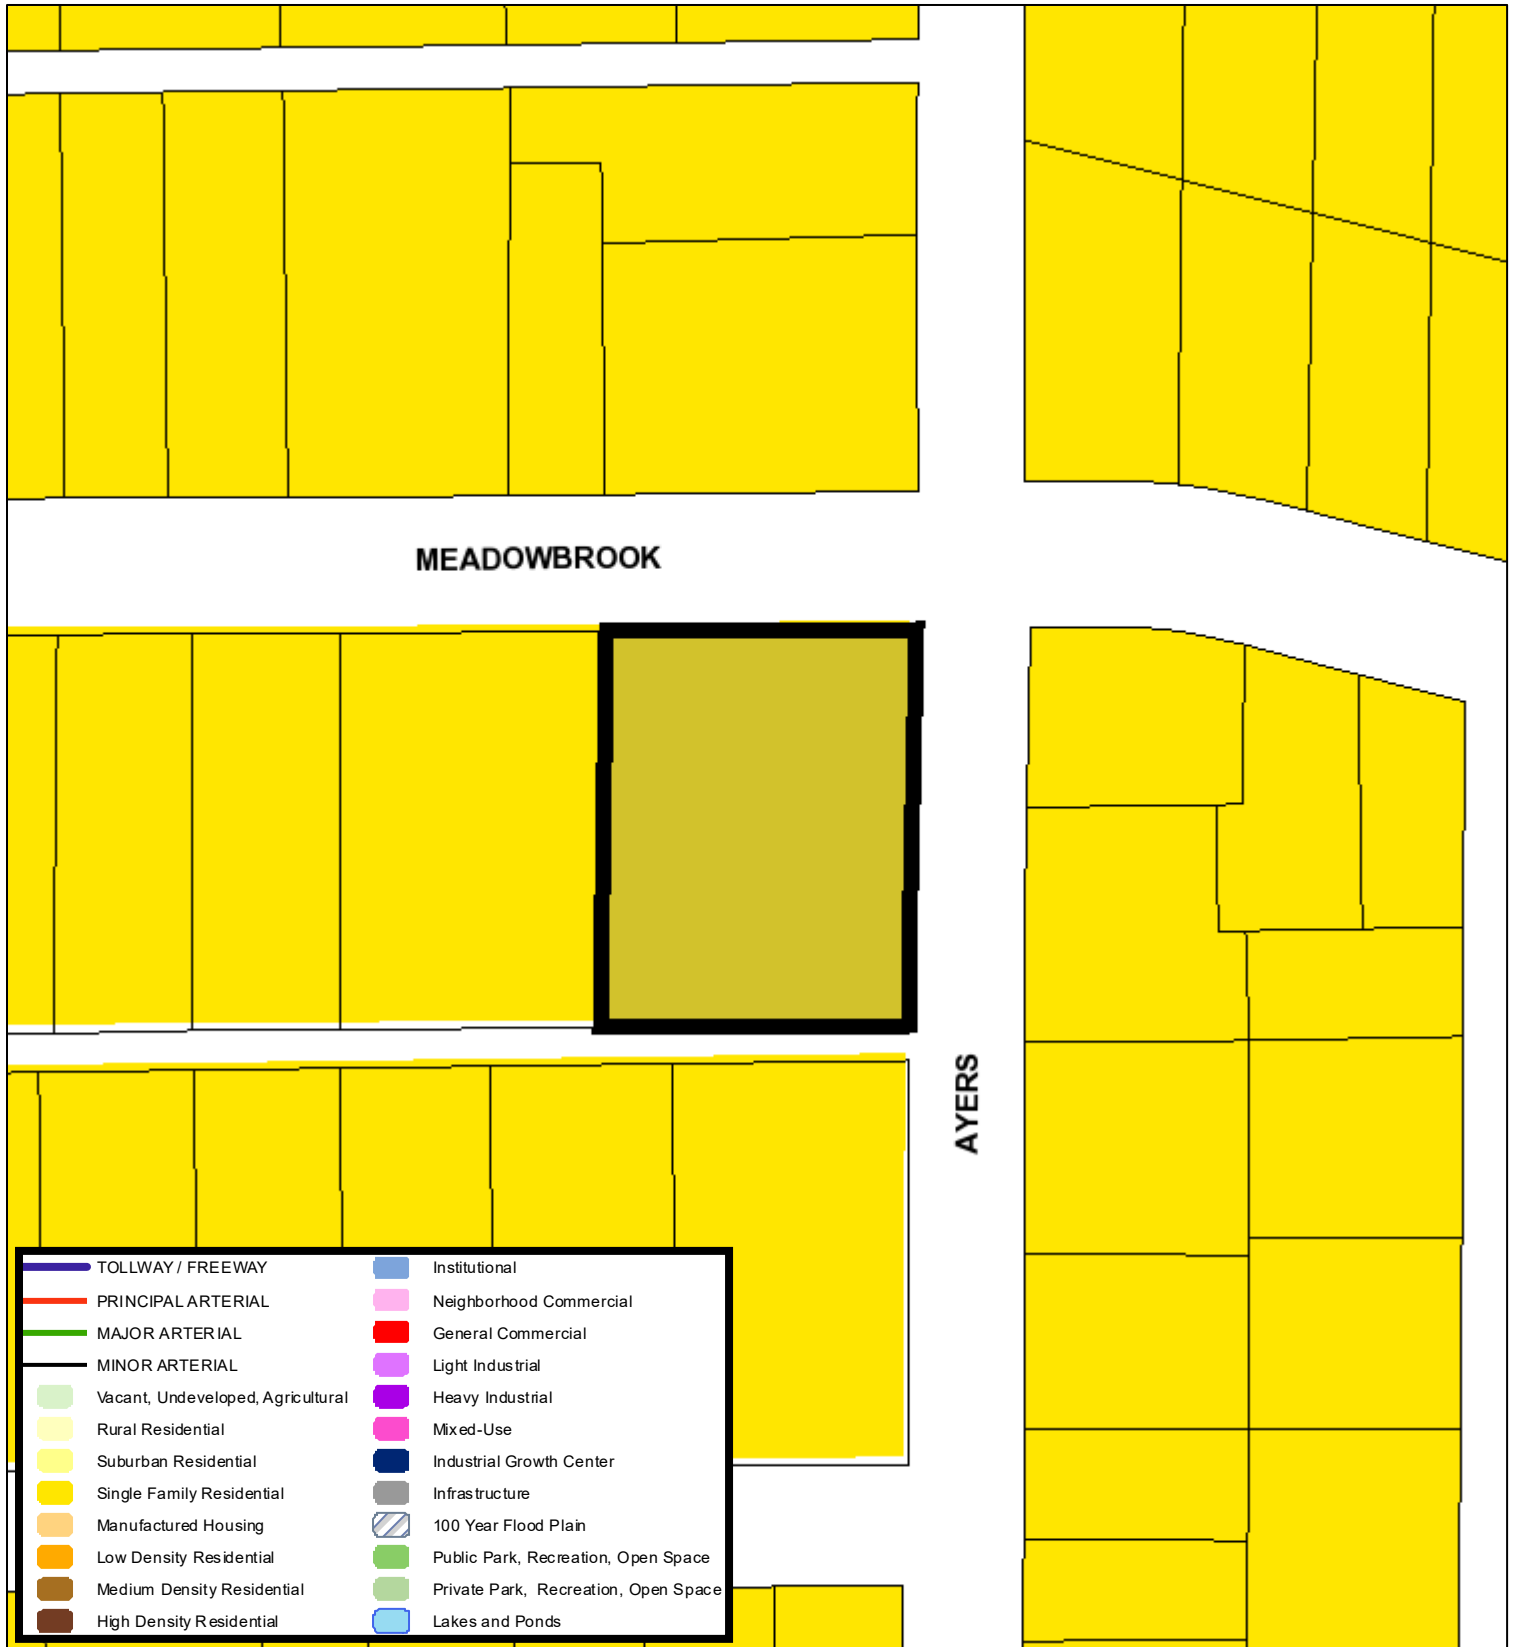 MEADOWBROOK
AYERS
TOLLWAY / FREEWAY
PRINCIPAL ARTERIAL
MAJOR ARTERIAL
MINOR ARTERIAL
Vacant, Undeveloped, Agricultural
Rural Residential
Suburban Residential
Single Family Residential
Manufactured Housing
Low Density Residential
Medium Density Residential
High Density Residential
Institutional
Neighborhood Commercial
General Commercial
Light Industrial
Heavy Industrial
Mixed-Use
Industrial Growth Center
Infrastructure
100 Year Flood Plain
Public Park, Recreation, Open Space
Private Park, Recreation, Open Space
Lakes and Ponds